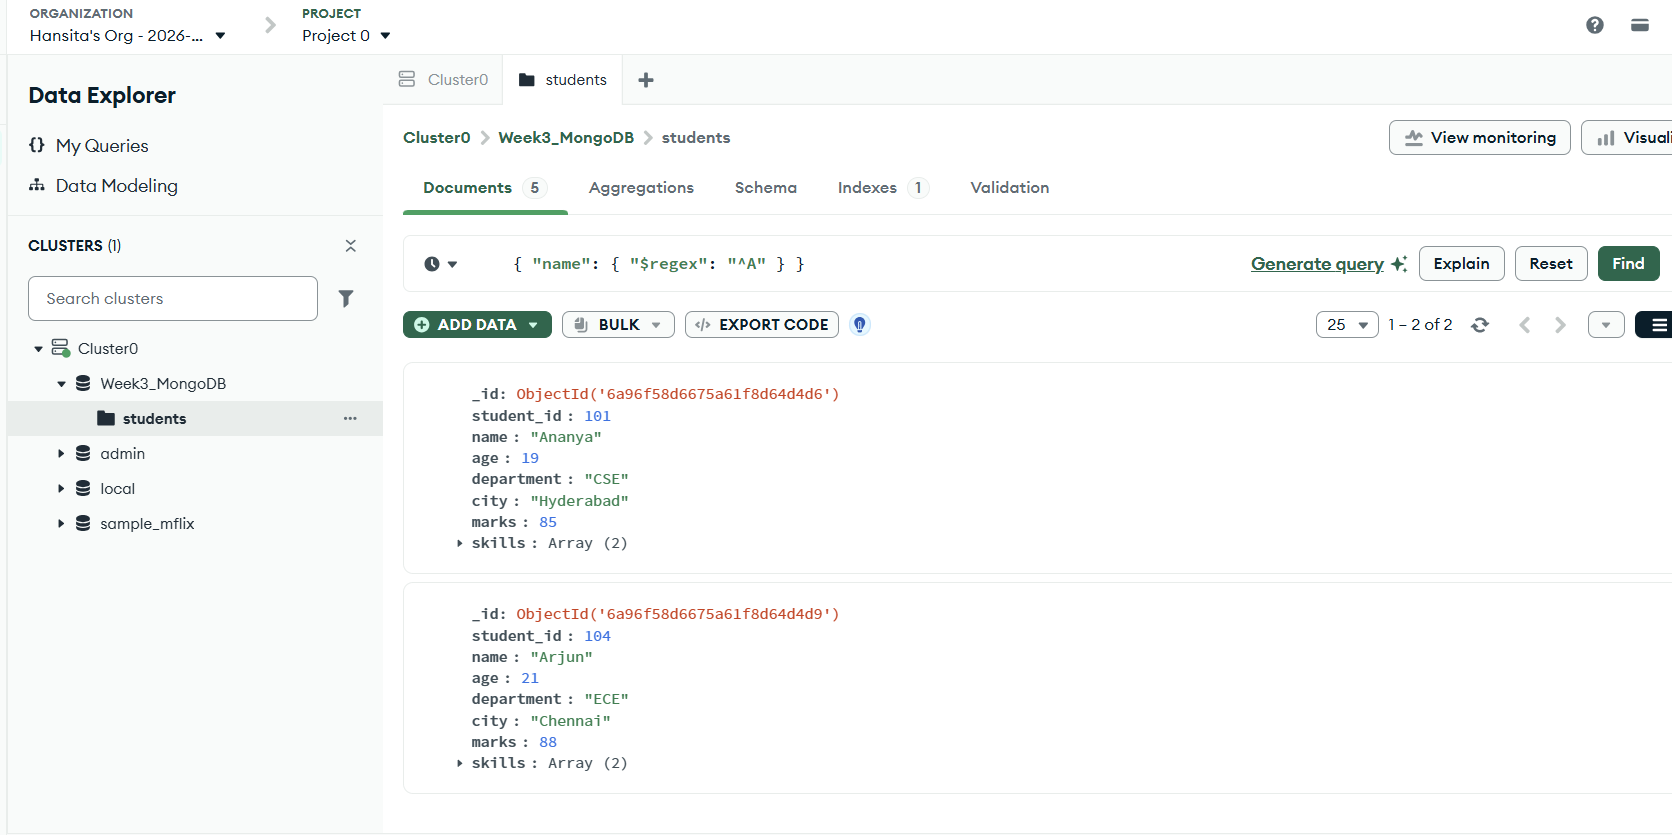 ORGANIZATION
Hansita's Org - 2026-...
PROJECT
Project 0
Data Explorer
My Queries
Data Modeling
CLUSTERS (1)
Search clusters
Cluster0
Week3_MongoDB
students
admin
local
sample_mflix
Cluster0
students
Cluster0 > Week3_MongoDB > students
View monitoring
Visuali
Documents 5 Aggregations Schema Indexes 1 Validation
{ "name": { "$regex": "^A" } }
Generate query Explain Reset Find
ADD DATA BULK </> EXPORT CODE
25 1 – 2 of 2
_id: ObjectId('6a96f58d6675a61f8d64d4d6')
student_id : 101
name : "Ananya"
age : 19
department : "CSE"
city : "Hyderabad"
marks : 85
skills : Array (2)
_id: ObjectId('6a96f58d6675a61f8d64d4d9')
student_id : 104
name : "Arjun"
age : 21
department : "ECE"
city : "Chennai"
marks : 88
skills : Array (2)